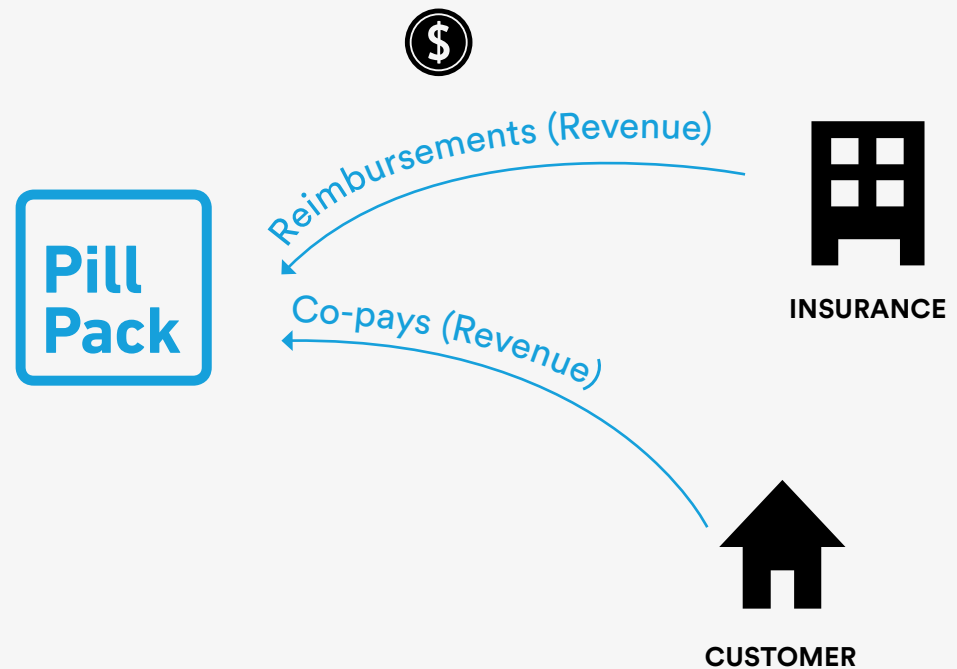 $
Reimbursements (Revenue)
Pill
Pack
INSURANCE
Co-pays (Revenue)
CUSTOMER